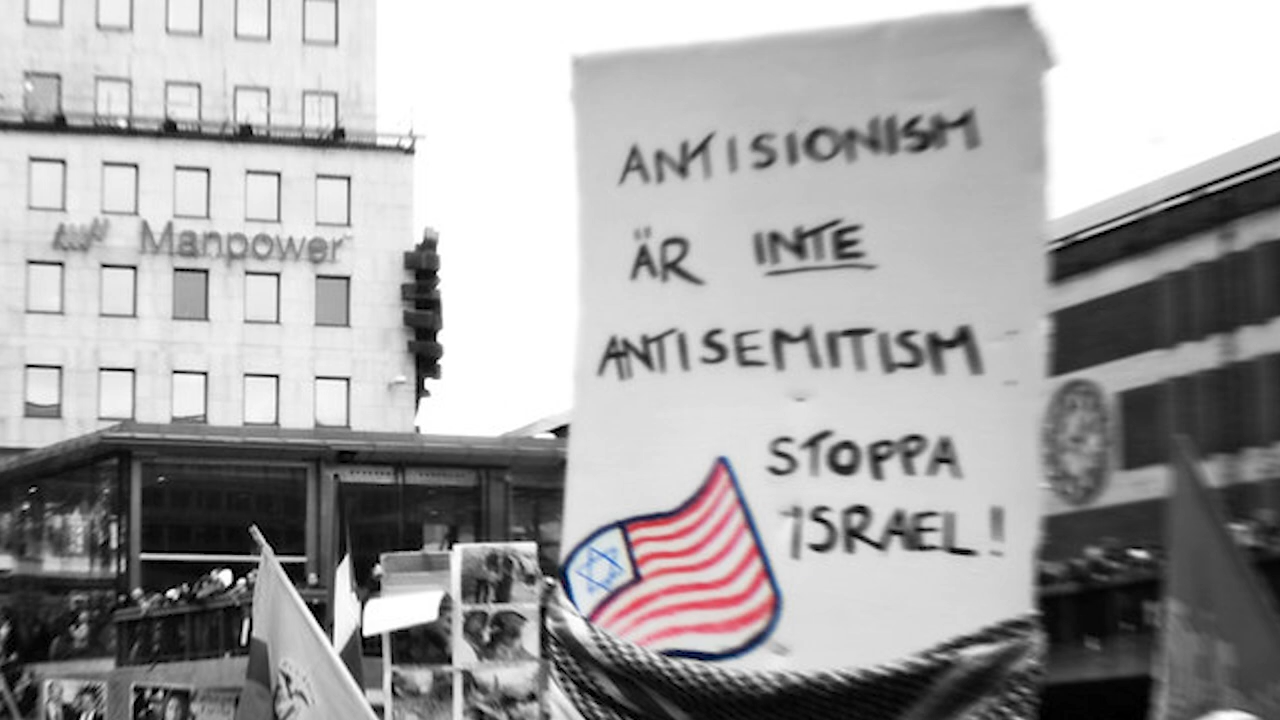 Manpower
ANTISIONISM
ÄR INTE
ANTISEMITISM
STOPPA
ISRAEL!